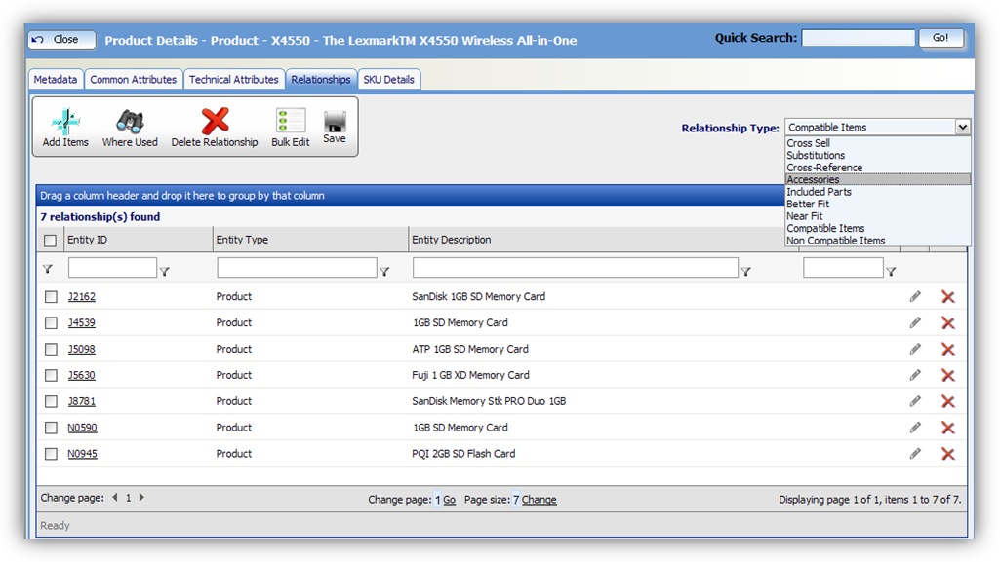 Close
Product Details - Product - X4550 - The LexmarkTM X4550 Wireless All-in-One
Quick Search:
Go!
Metadata
Common Attributes
Technical Attributes
Relationships
SKU Details
Add Items
Where Used
Delete Relationship
Bulk Edit
Save
Relationship Type:
Compatible Items
Cross Sell
Substitutions
Cross-Reference
Accessories
Included Parts
Better Fit
Near Fit
Compatible Items
Non Compatible Items
Drag a column header and drop it here to group by that column
7 relationship(s) found
Entity ID Entity Type Entity Description
J2162 Product SanDisk 1GB SD Memory Card
J4539 Product 1GB SD Memory Card
J5098 Product ATP 1GB SD Memory Card
J5630 Product Fuji 1 GB XD Memory Card
J8781 Product SanDisk Memory Stk PRO Duo 1GB
N0590 Product 1GB SD Memory Card
N0945 Product PQI 2GB SD Flash Card
Change page: 1
Change page: 1 Go Page size: 7 Change
Displaying page 1 of 1, items 1 to 7 of 7.
Ready